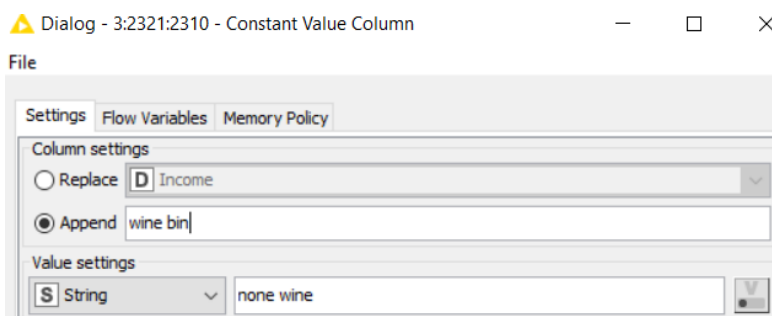 Dialog - 3:2321:2310 - Constant Value Column
File
Settings Flow Variables Memory Policy
Column settings
Replace D Income
Append wine bin
Value settings
S String none wine V